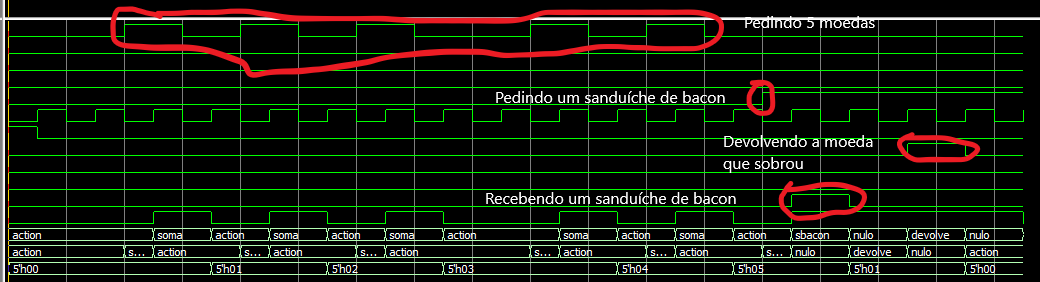 Pedindo 5 moedas
Pedindo um sanduíche de bacon
Devolvendo a moeda
que sobrou
Recebendo um sanduíche de bacon
action soma action soma action soma action soma action soma action sbacon nulo devolve nulo
action s... action s... action s... action s... action s... action s... nulo devolve nulo action
5'h00 5'h01 5'h02 5'h03 5'h04 5'h05 5'h01 5'h00